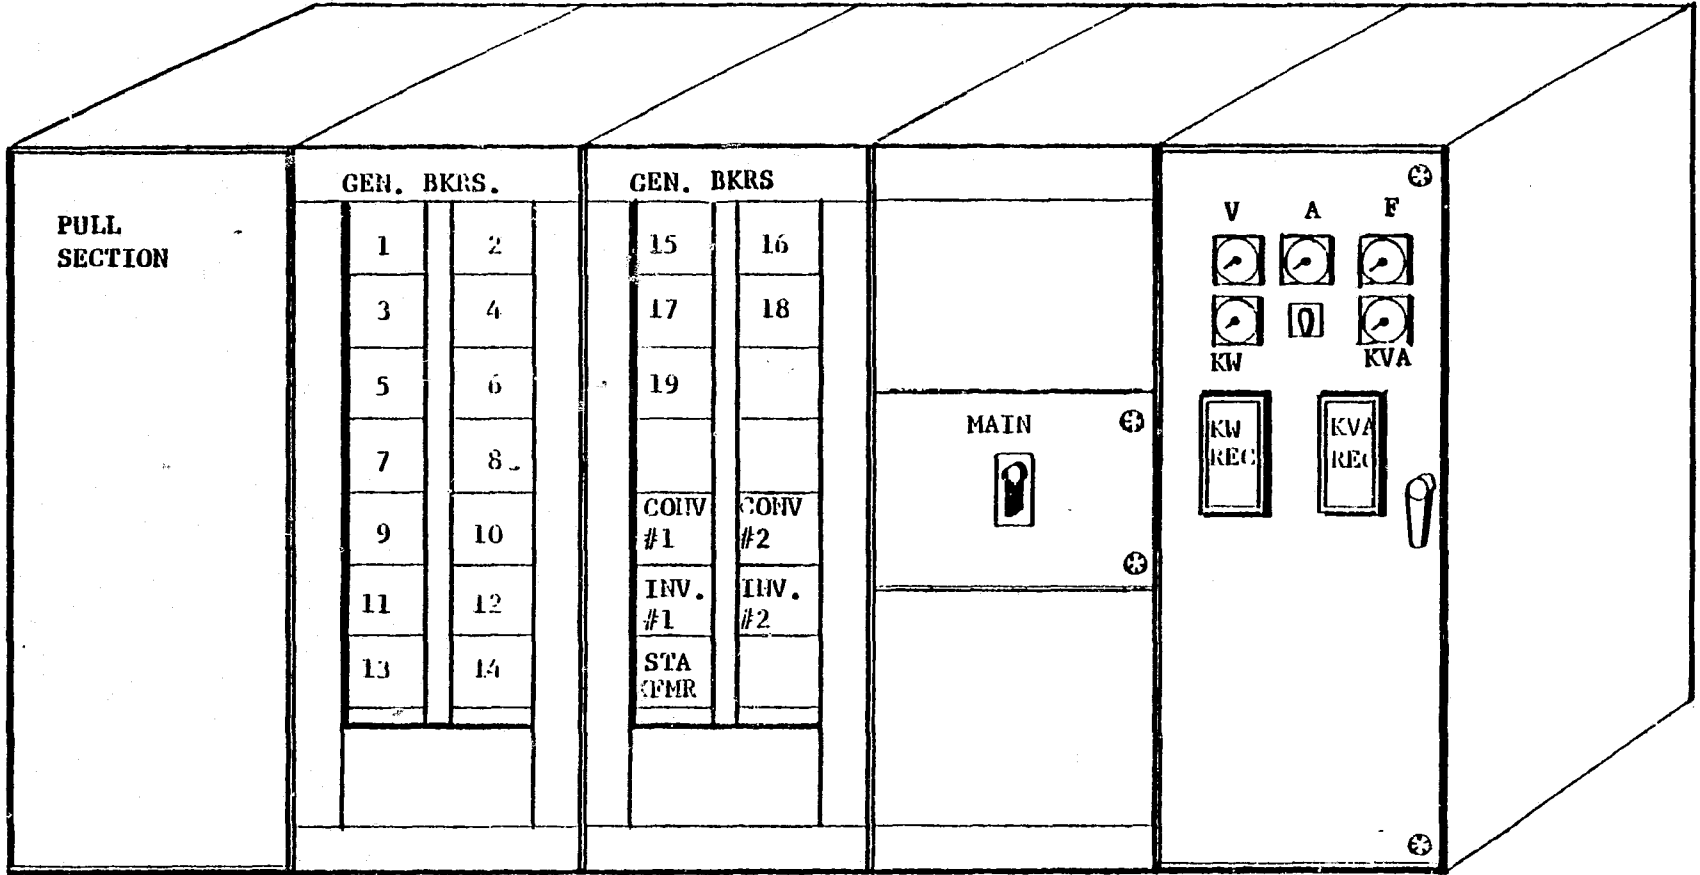 PULL
SECTION
GEN. BKRS.
1 2
3 4
5 6
7 8
9 10
11 12
13 14
GEN. BKRS
15 16
17 18
19
CONV CONV
#1 #2
INV. INV.
#1 #2
STA
XFMR
MAIN
V A F
KW KVA
KW KVA
REC REC